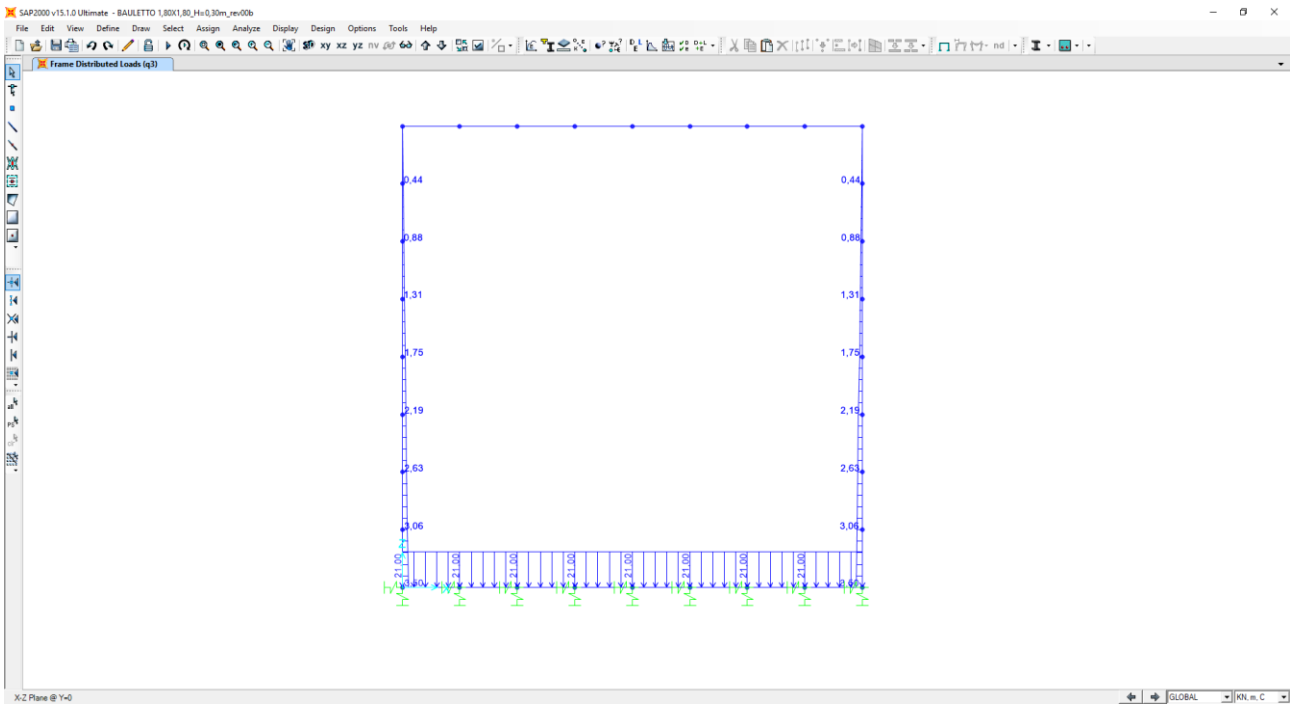 SAP2000 v15.1.0 Ultimate - BAULETTO 1,80X1,80_H=0,30m_rev00b
File Edit View Define Draw Select Assign Analyze Display Design Options Tools Help
xy xz yz nv nd
Frame Distributed Loads (q3)
0,44 0,44
0,88 0,88
1,31 1,31
1,75 1,75
2,19 2,19
2,63 2,63
3,06 3,06
21,00 21,00 21,00 21,00 21,00 21,00 21,00 21,00
X-Z Plane @ Y=0 GLOBAL KN, m, C